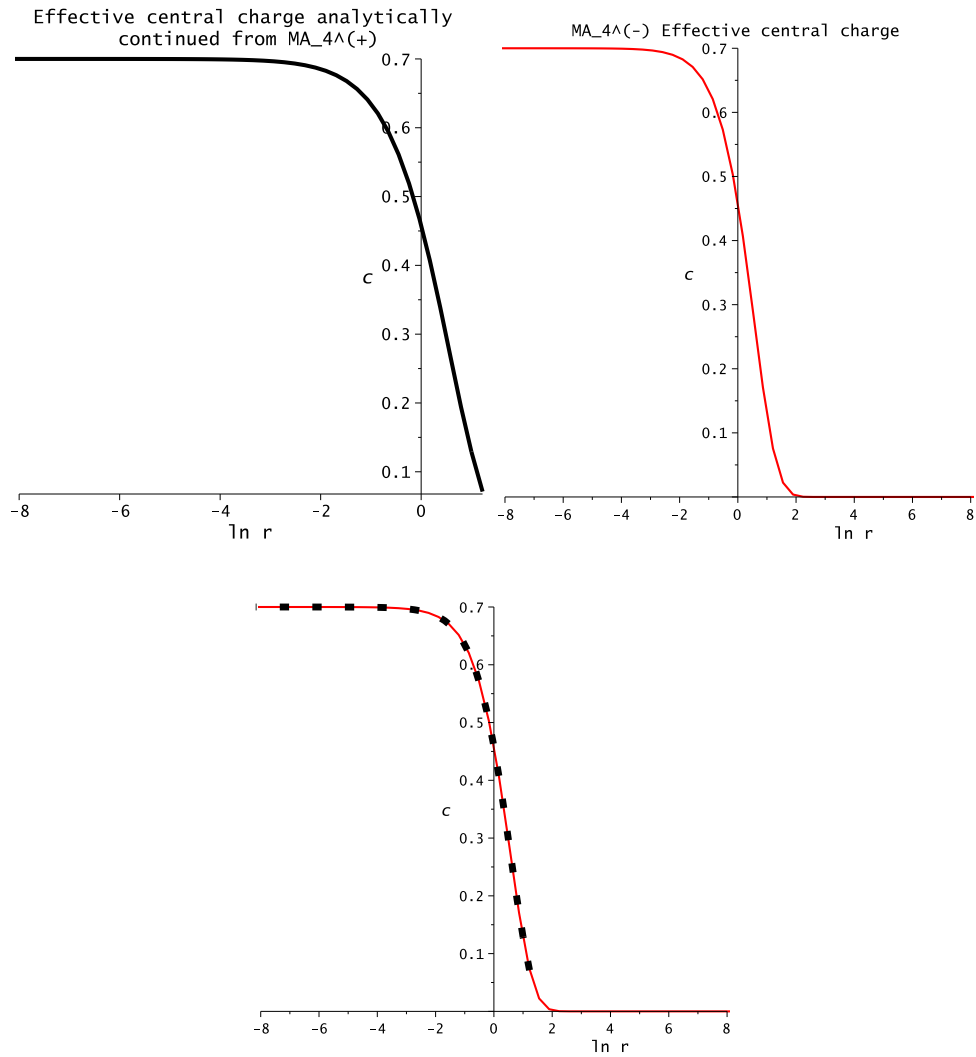 Effective central charge analytically
continued from MA_4^(+)
0.7
0.6
0.5
0.4
c
0.3
0.2
0.1
-8 -6 -4 -2 0
ln r
MA_4^(-) Effective central charge
0.7
0.6
0.5
0.4
c
0.3
0.2
0.1
-8 -6 -4 -2 0 2 4 6 8
ln r
0.7
0.6
0.5
0.4
c
0.3
0.2
0.1
-8 -6 -4 -2 0 2 4 6 8
ln r